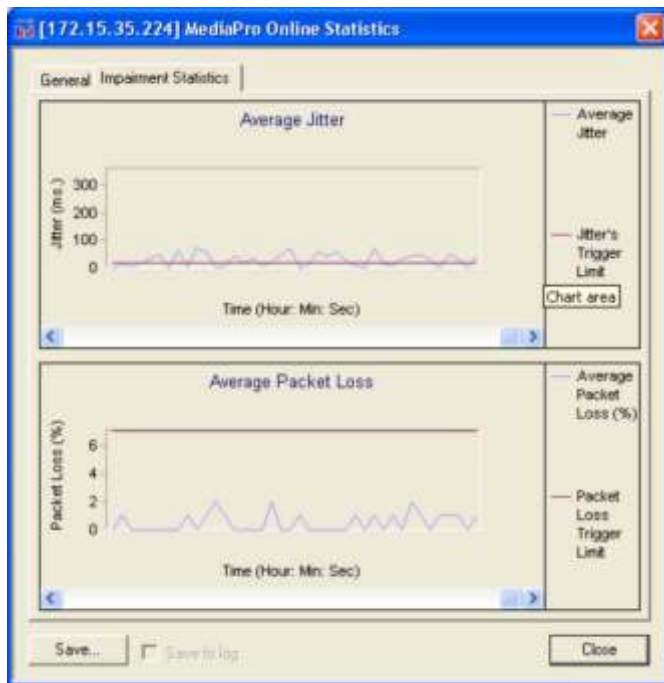 [172.15.35.224] MediaPro Online Statistics
General
Impairment Statistics
Average Jitter
Jitter (ms.)
300
200
100
0
Time (Hour: Min: Sec)
Average
Jitter
Jitter's
Trigger
Limit
Chart area
Average Packet Loss
Packet Loss (%)
6
4
2
0
Time (Hour: Min: Sec)
Average
Packet
Loss (%)
Packet
Loss
Trigger
Limit
Save...
Save to log
Close